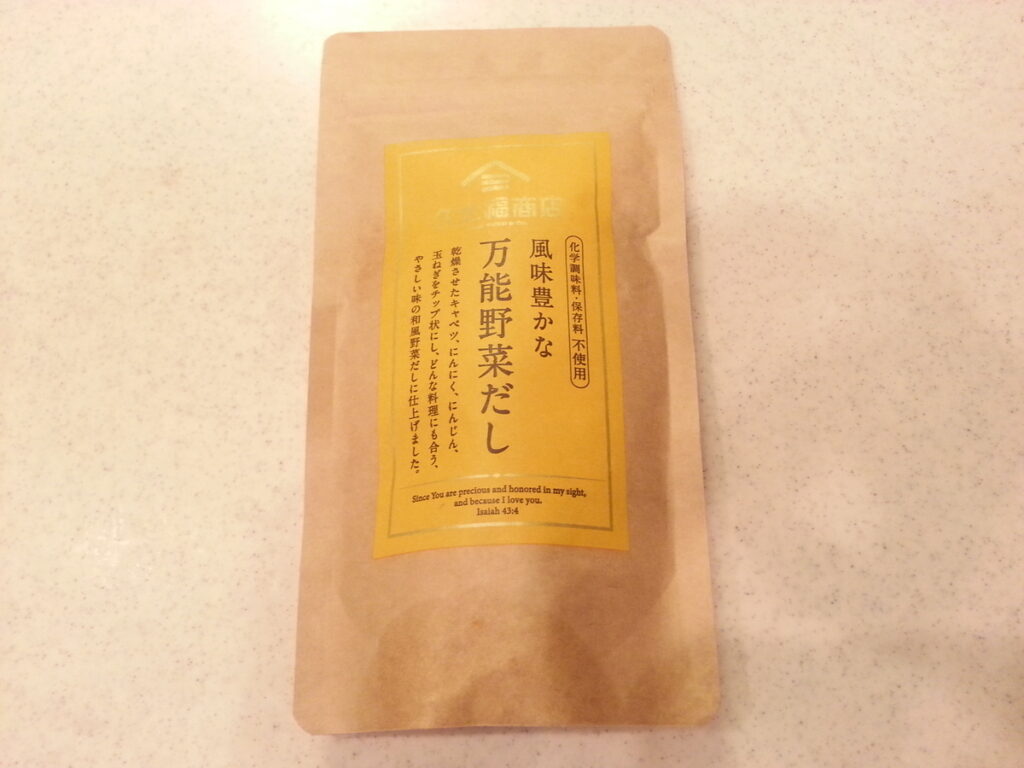 福商店
化学調味料・保存料 不使用
風味豊かな
万能野菜だし
乾燥させたキャベツ、にんにく、にんじん、
玉ねぎをチップ状にし、どんな料理にも合う、
やさしい味の和風野菜だしに仕上げました。
Since You are precious and honored in my sight,
and because I love you.
Isaiah 43:4